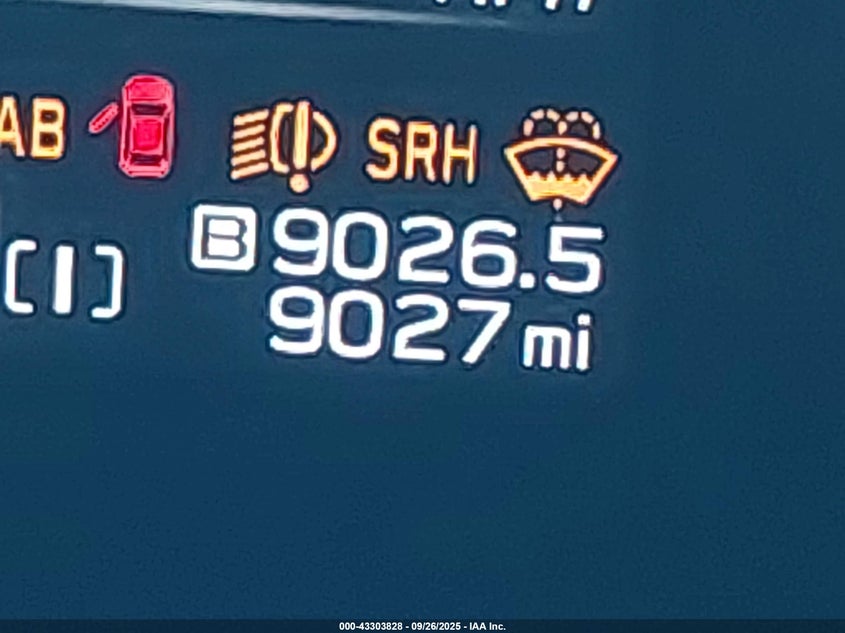 AB
SRH
B 9026.5
9027 mi
000-43303828 - 09/26/2025 - IAA Inc.